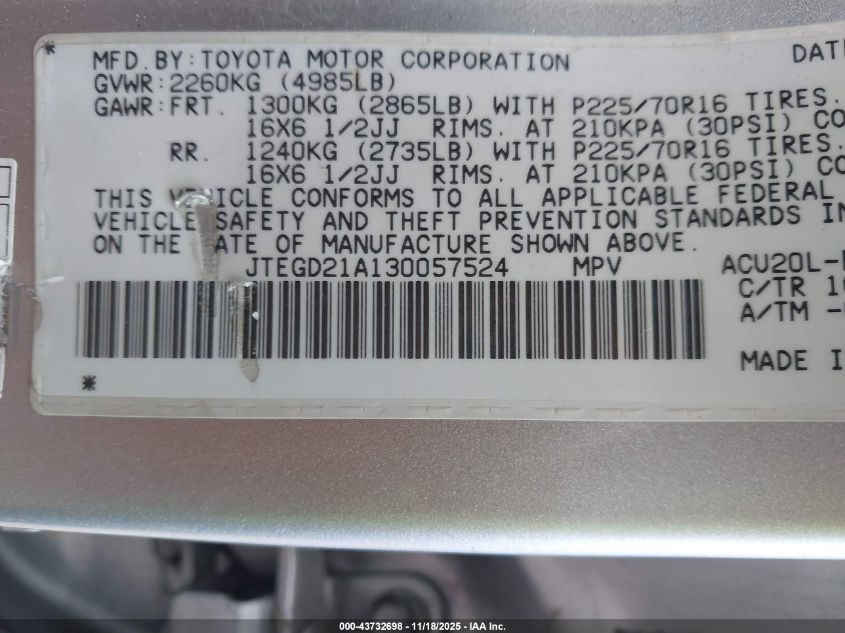 MFD. BY: TOYOTA MOTOR CORPORATION
GVWR: 2260KG (4985LB)
GAWR: FRT. 1300KG (2865LB) WITH P225/70R16 TIRES.
16X6 1/2JJ RIMS. AT 210KPA (30PSI) CO
RR. 1240KG (2735LB) WITH P225/70R16 TIRES.
16X6 1/2JJ RIMS. AT 210KPA (30PSI) CO
THIS VEHICLE CONFORMS TO ALL APPLICABLE FEDERAL
VEHICLE SAFETY AND THEFT PREVENTION STANDARDS IN
ON THE DATE OF MANUFACTURE SHOWN ABOVE.
JTEGD21A130057524 MPV
DAT
ACU20L-
C/TR 1
A/TM -
MADE I
000-43732698 - 11/18/2025 - IAA Inc.